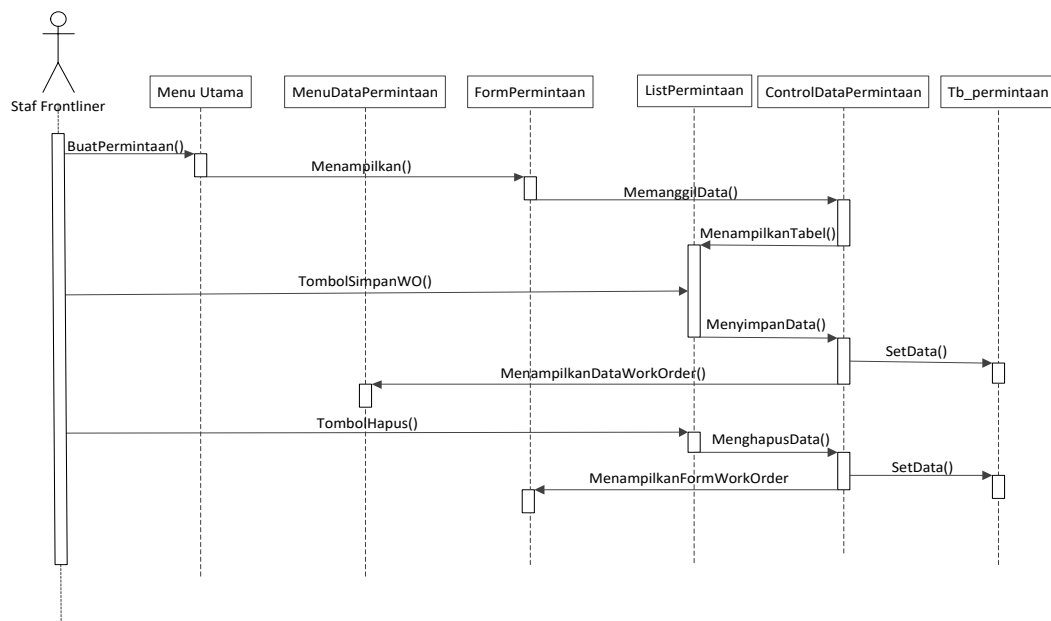 Staf Frontliner
Menu Utama
MenuDataPermintaan
FormPermintaan
ListPermintaan
ControlDataPermintaan
Tb_permintaan
BuatPermintaan()
Menampilkan()
MemanggilData()
MenampilkanTabel()
TombolSimpanWO()
MenyimpanData()
SetData()
MenampilkanDataWorkOrder()
TombolHapus()
MenghapusData()
SetData()
MenampilkanFormWorkOrder